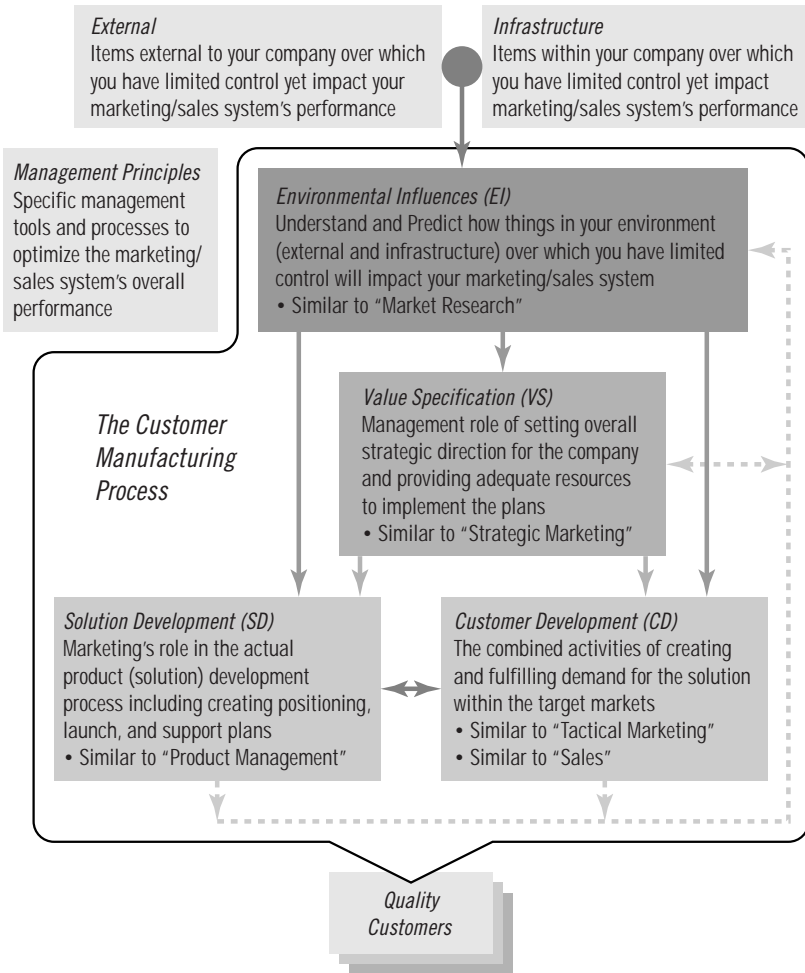 External
Items external to your company over which
you have limited control yet impact your
marketing/sales system's performance
Infrastructure
Items within your company over which
you have limited control yet impact
marketing/sales system's performance
Management Principles
Specific management
tools and processes to
optimize the marketing/
sales system's overall
performance
Environmental Influences (EI)
Understand and Predict how things in your environment
(external and infrastructure) over which you have limited
control will impact your marketing/sales system
• Similar to “Market Research”
The Customer
Manufacturing
Process
Value Specification (VS)
Management role of setting overall
strategic direction for the company
and providing adequate resources
to implement the plans
• Similar to “Strategic Marketing”
Solution Development (SD)
Marketing's role in the actual
product (solution) development
process including creating positioning,
launch, and support plans
• Similar to “Product Management”
Customer Development (CD)
The combined activities of creating
and fulfilling demand for the solution
within the target markets
• Similar to “Tactical Marketing”
• Similar to “Sales”
Quality
Customers